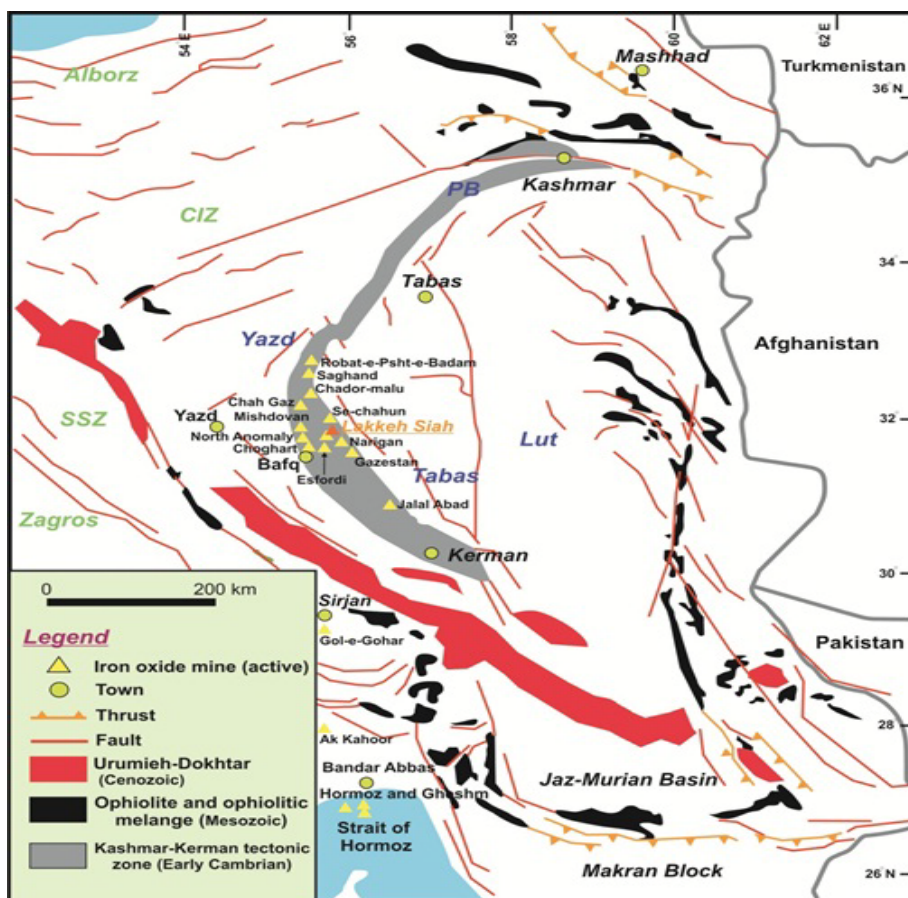 54 E
56
58
60
62
Mashhad
Turkmenistan
Alborz
36 N
PB
Kashmar
CIZ
34
Tabas
Yazd
Afghanistan
Robat-e-Psht-e-Badam
Saghand
Chador-malu
Chah Gaz
Se-chahun
SSZ
Mishdovan
Yazd
Lakkeh Siah
32
North Anomaly
Narigan
Lut
Choghart
Bafq
Gazestan
Esfordi
Tabas
Jalal Abad
Zagros
Kerman
30
0
200 km
Sirjan
Pakistan
Legend
Gol-e-Gohar
Iron oxide mine (active)
Town
Thrust
28
Fault
Ak Kahoor
Urumieh-Dokhtar
(Cenozoic)
Bandar Abbas
Jaz-Murian Basin
Hormoz and Gheshm
Ophiolite and ophiolitic
melange (Mesozoic)
Strait of
Hormoz
Kashmar-Kerman tectonic
zone (Early Cambrian)
Makran Block
26 N